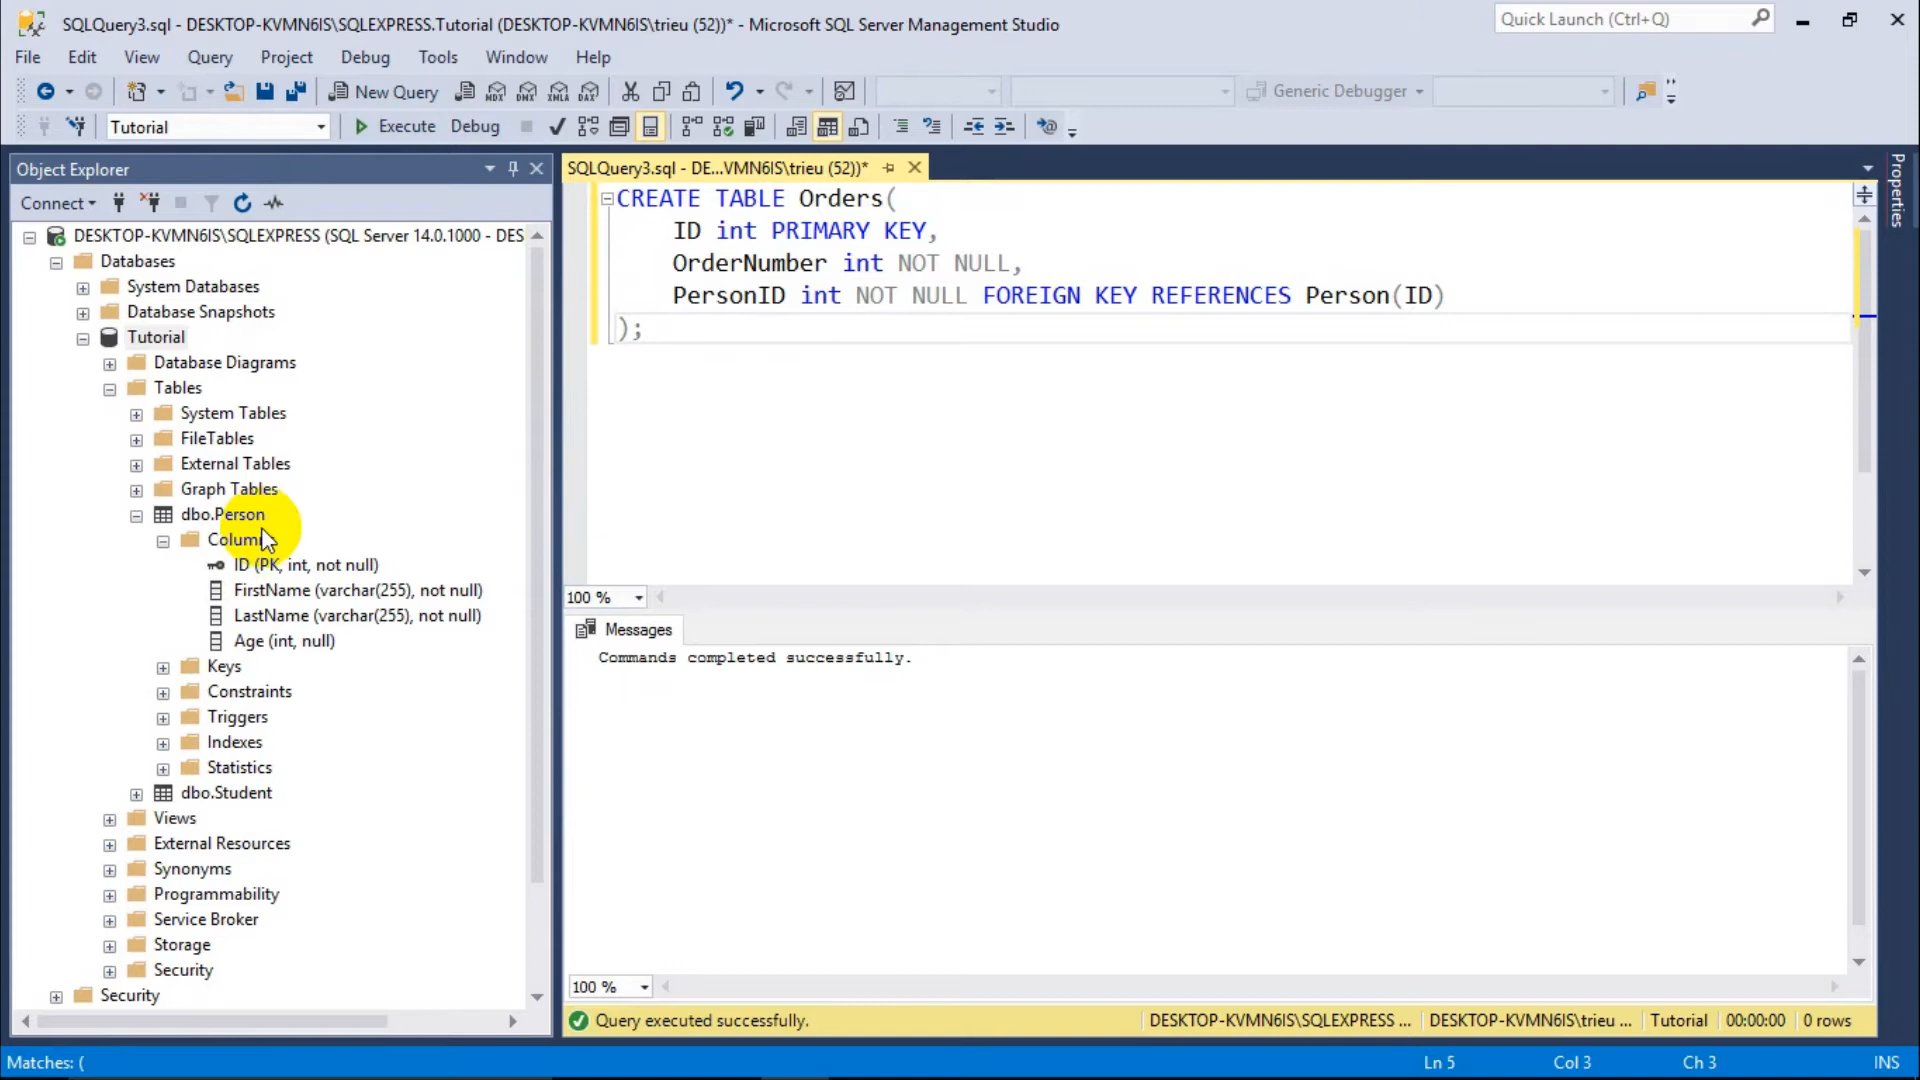 SQLQuery3.sql - DESKTOP-KVMN6IS\SQLEXPRESS.Tutorial (DESKTOP-KVMN6IS\trieu (52))* - Microsoft SQL Server Management Studio
Quick Launch (Ctrl+Q)
File Edit View Query Project Debug Tools Window Help
New Query MDX DMX XMLA DAX Generic Debugger
Tutorial Execute Debug
Object Explorer
Connect
DESKTOP-KVMN6IS\SQLEXPRESS (SQL Server 14.0.1000 - DES
Databases
System Databases
Database Snapshots
Tutorial
Database Diagrams
Tables
System Tables
FileTables
External Tables
Graph Tables
dbo.Person
ID (PK, int, not null)
FirstName (varchar(255), not null)
LastName (varchar(255), not null)
Age (int, null)
Keys
Constraints
Triggers
Indexes
Statistics
dbo.Student
Views
External Resources
Synonyms
Programmability
Service Broker
Storage
Security
Security
SQLQuery3.sql - DE...VMN6IS\trieu (52))*
CREATE TABLE Orders(
ID int PRIMARY KEY,
OrderNumber int NOT NULL,
PersonID int NOT NULL FOREIGN KEY REFERENCES Person(ID)
);
100 %
Messages
Commands completed successfully.
100 %
Query executed successfully. DESKTOP-KVMN6IS\SQLEXPRESS ... DESKTOP-KVMN6IS\trieu ... Tutorial 00:00:00 0 rows
Properties
Matches: ( Ln 5 Col 3 Ch 3 INS